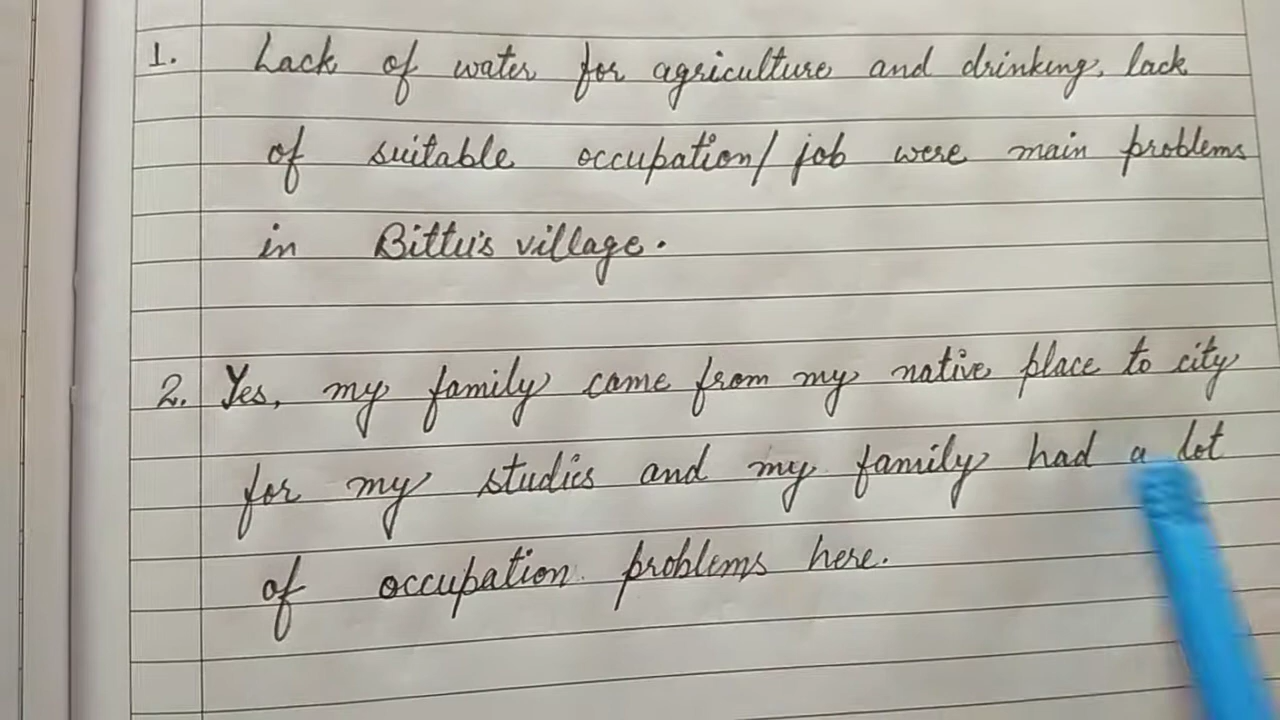 1. Lack of water for agriculture and drinking, lack
of suitable occupation/job were main problems
in Bittu's village.
2. Yes, my family came from my native place to city
for my studies and my family had a lot
of occupation problems here.